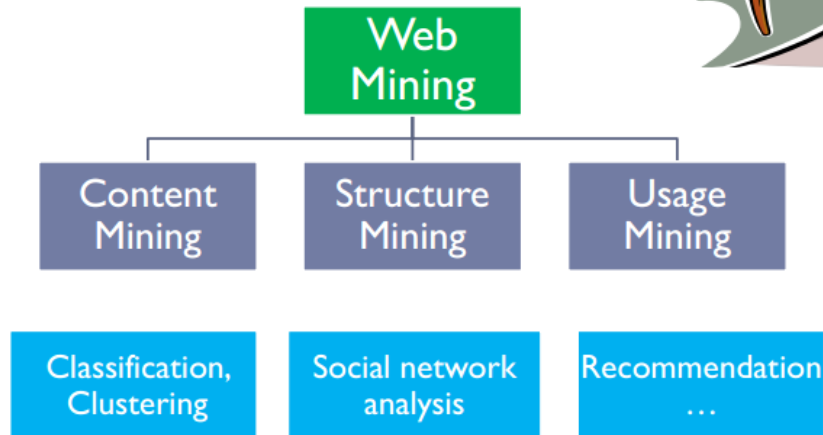 Web
Mining
Content
Mining
Structure
Mining
Usage
Mining
Classification,
Clustering
Social network
analysis
Recommendation
...